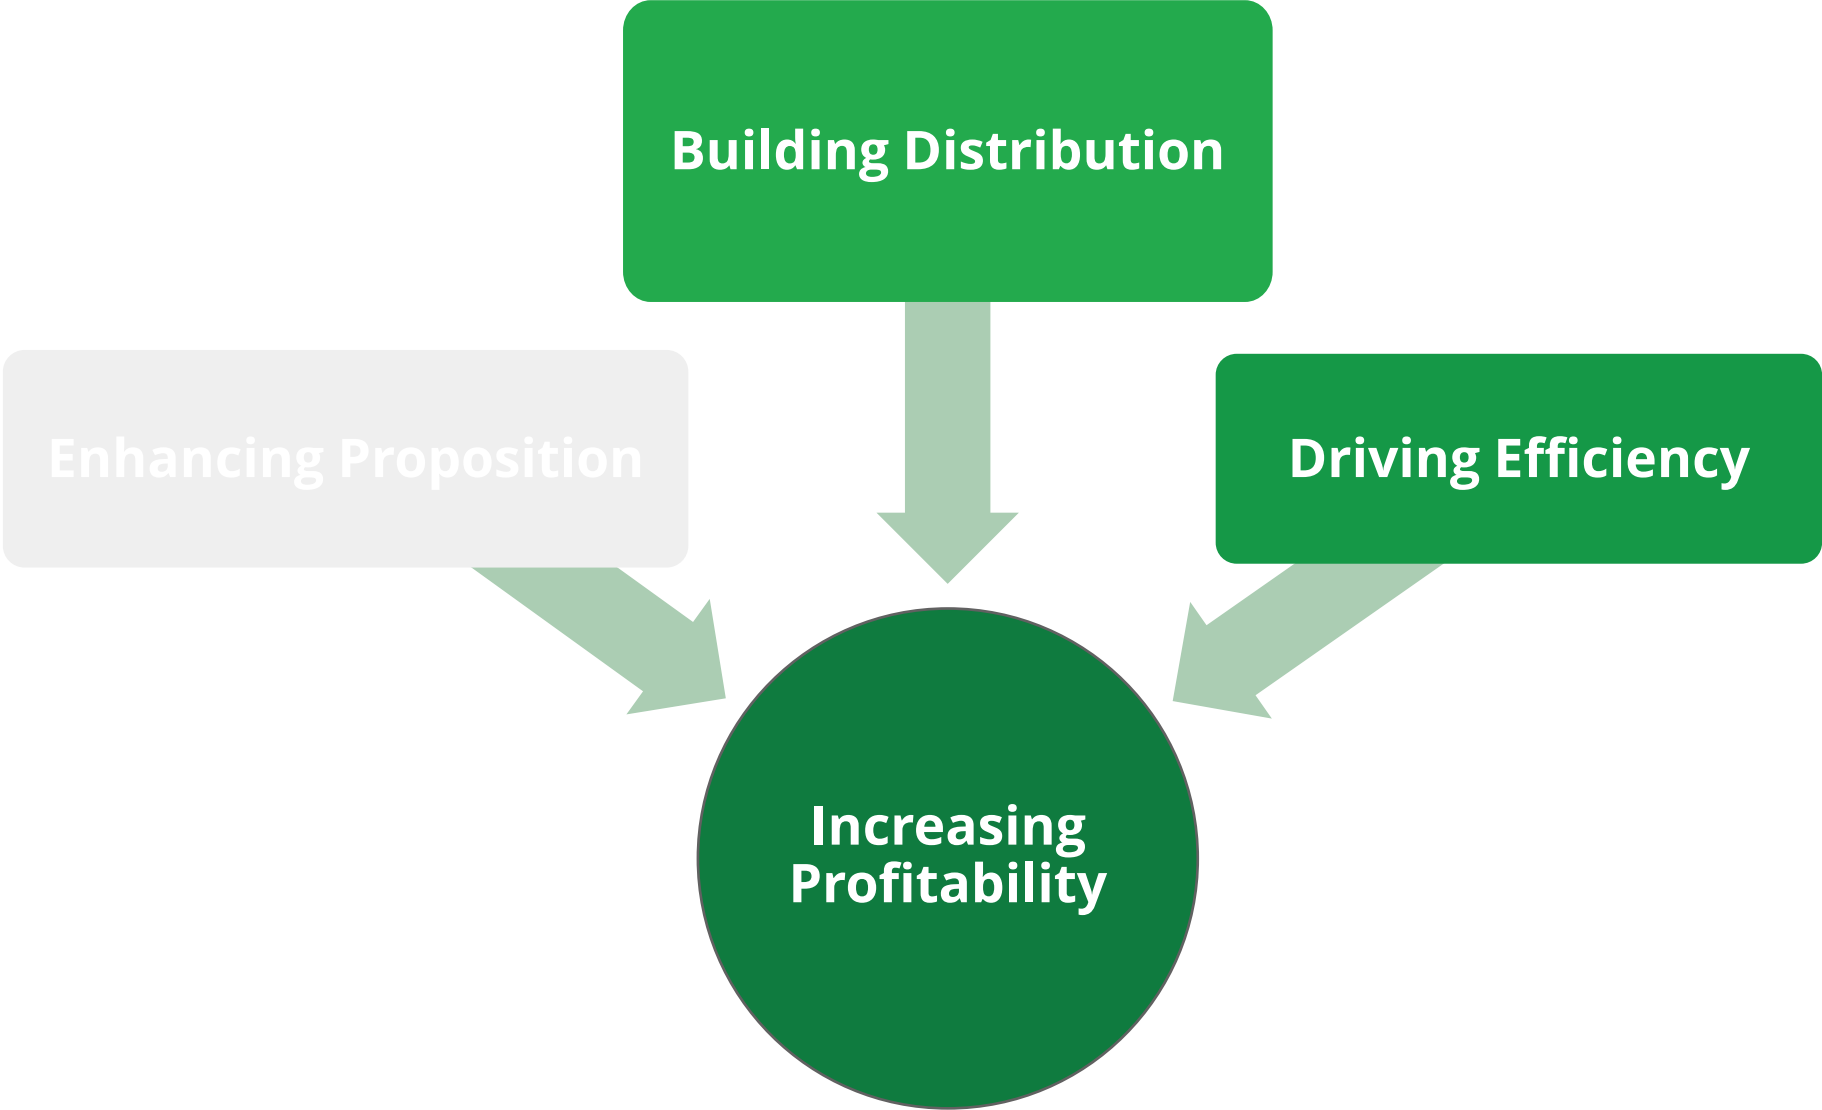 Building Distribution
Enhancing Proposition
Driving Efficiency
Increasing
Profitability